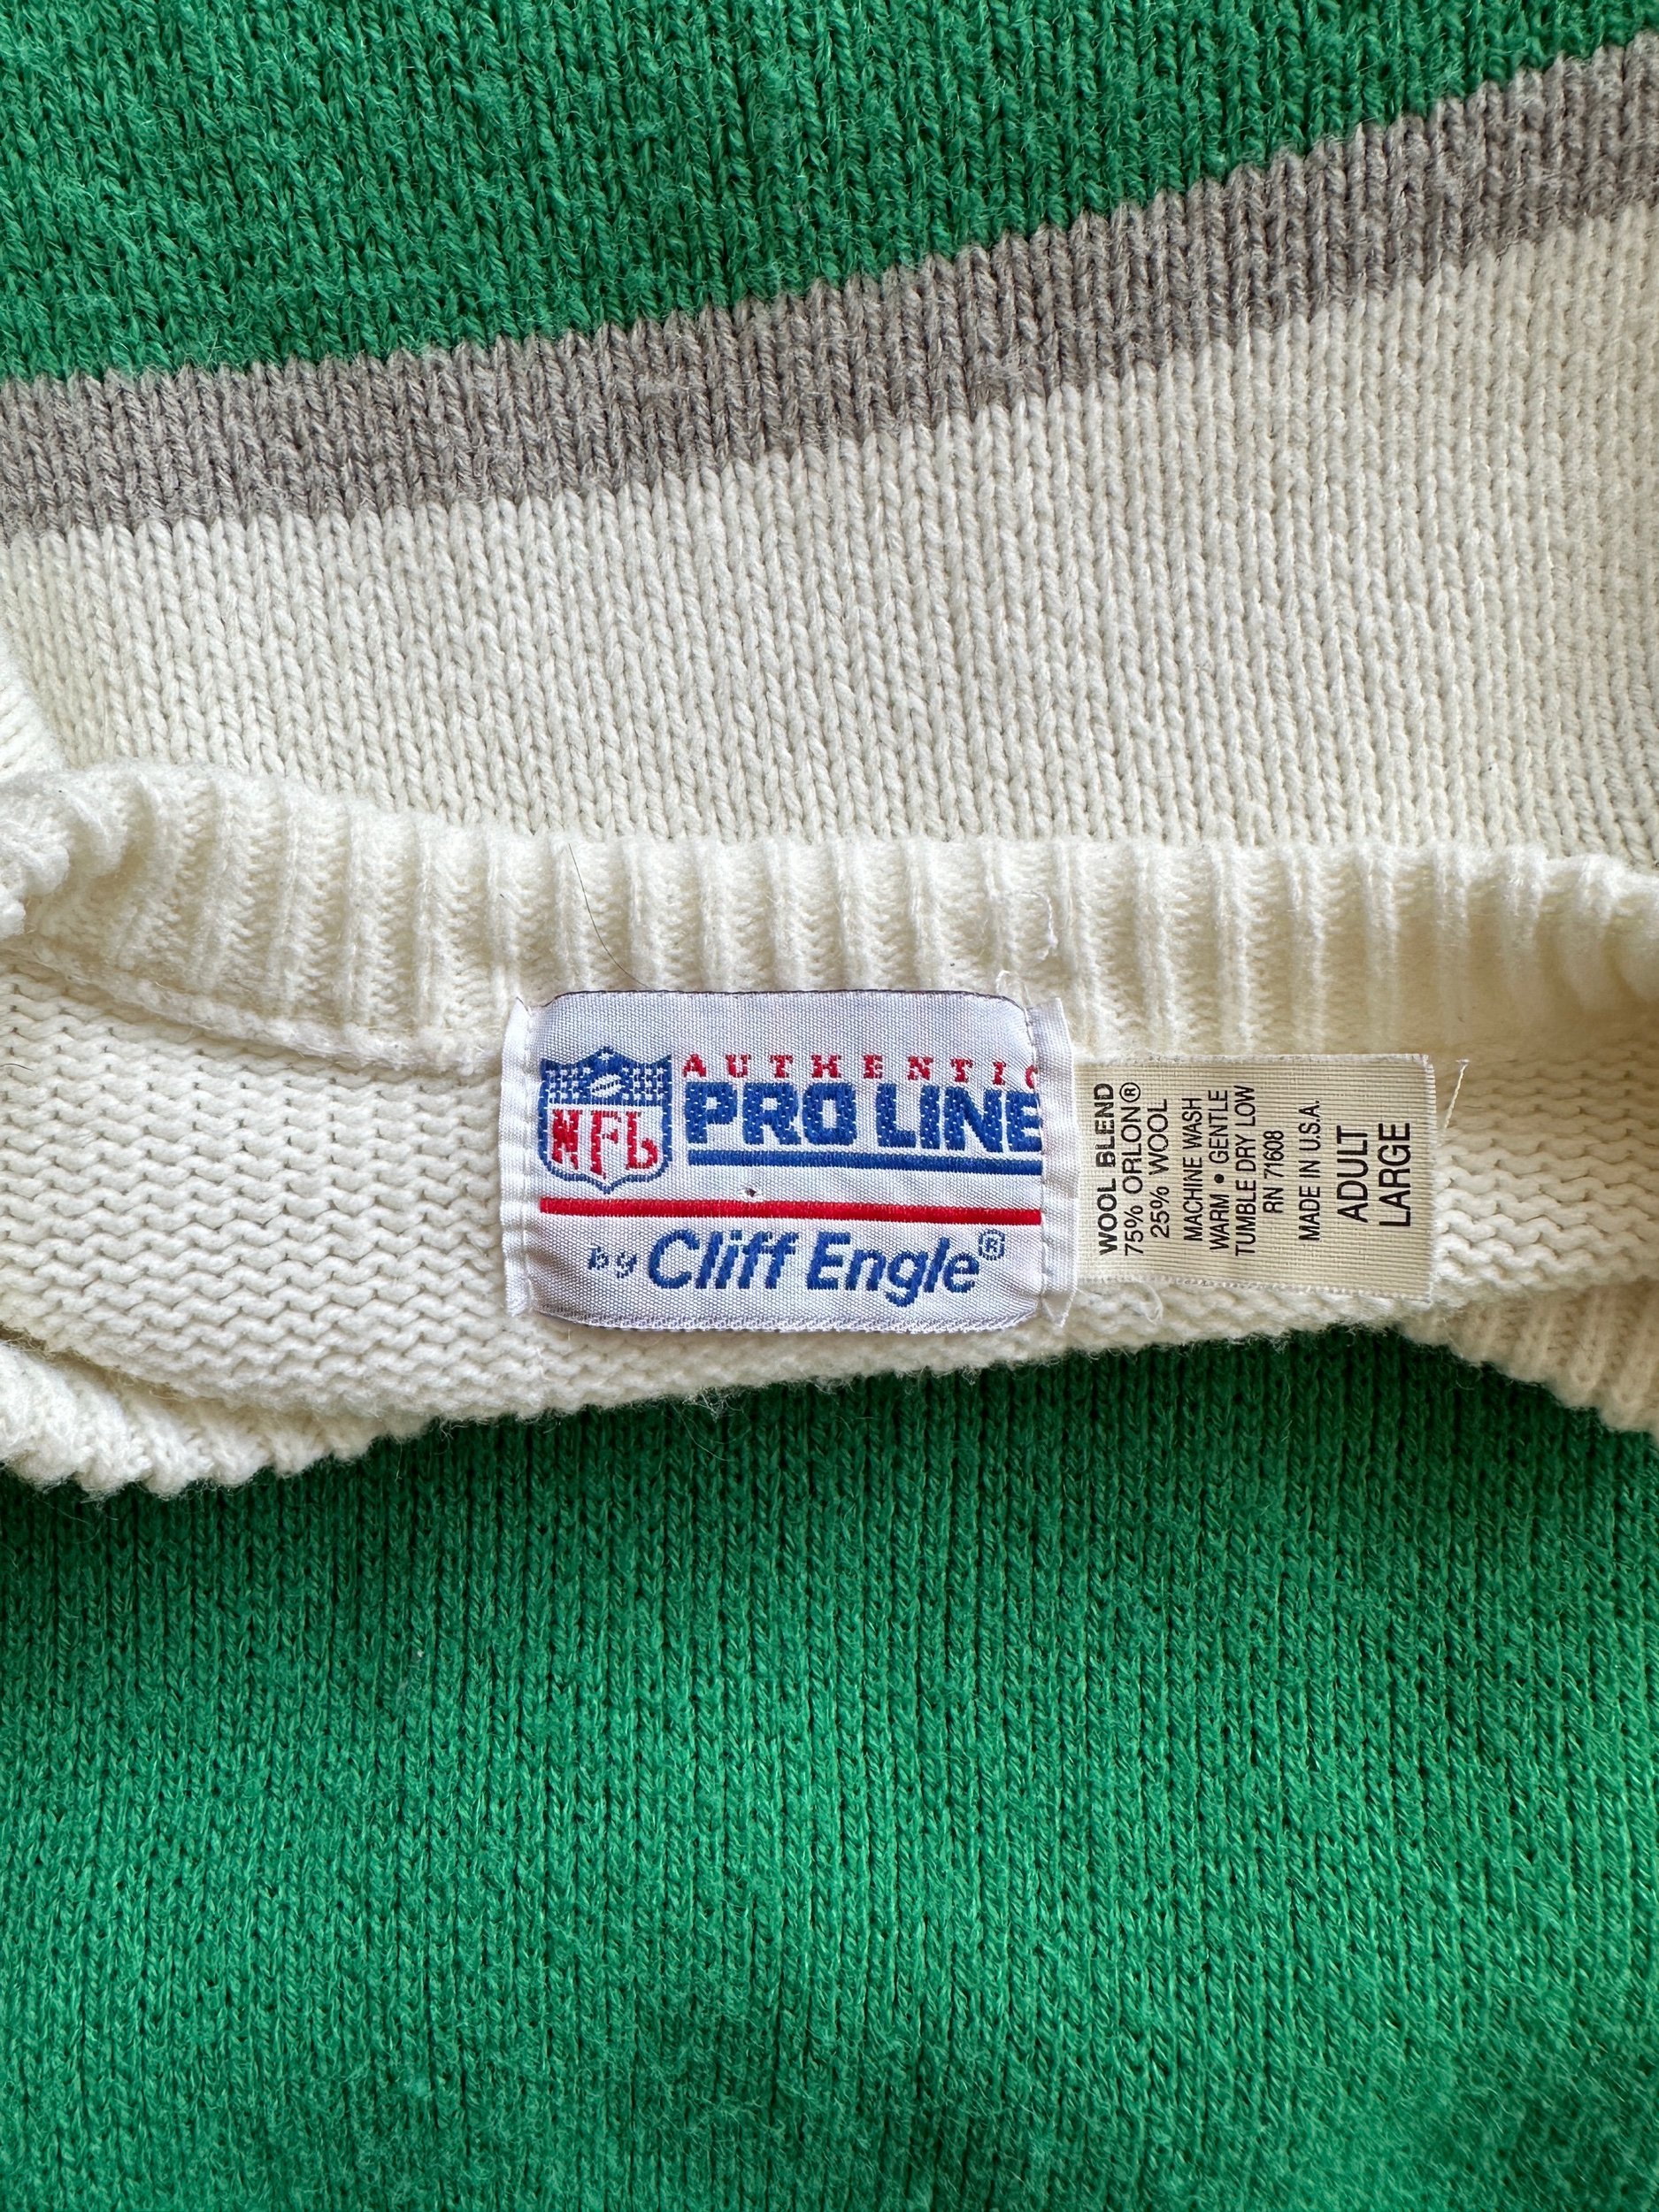 AUTHENTIC
NFL
PRO LINE
by Cliff Engle®
WOOL BLEND
75% ORLON®
25% WOOL
MACHINE WASH
WARM • GENTLE
TUMBLE DRY LOW
RN 71608
MADE IN U.S.A.
ADULT
LARGE